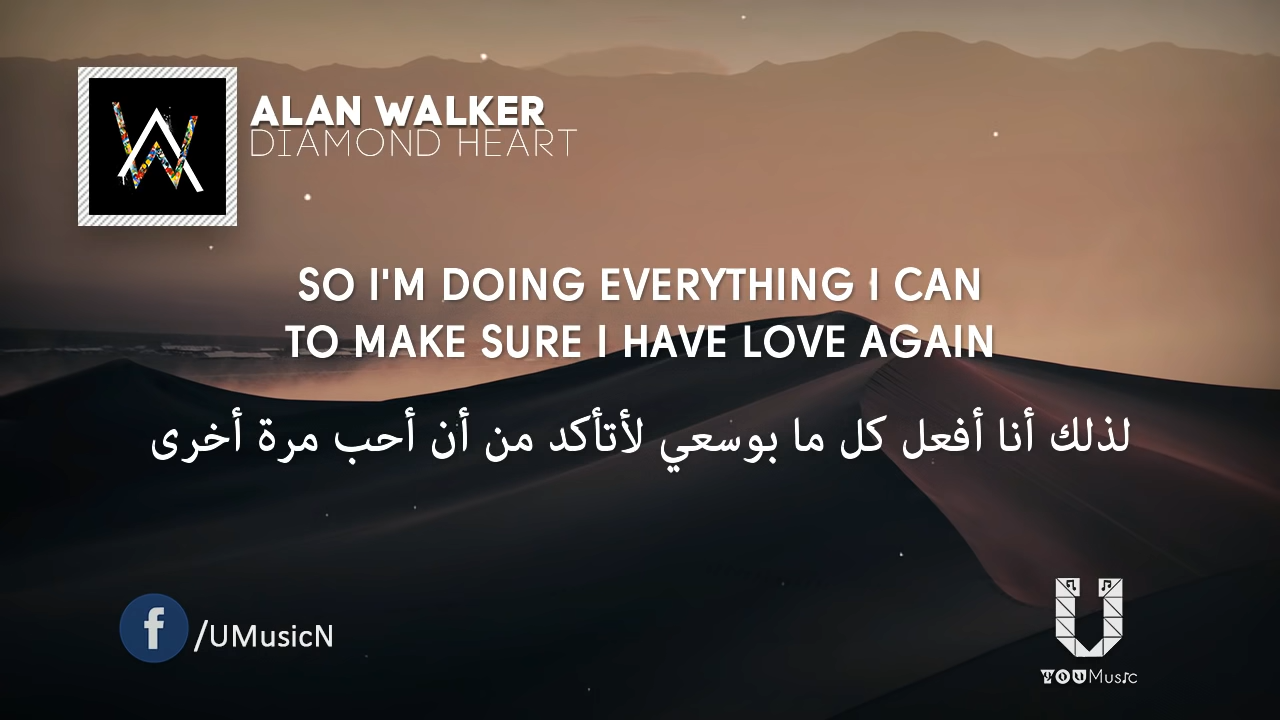 ALAN WALKER
DIAMOND HEART
SO I'M DOING EVERYTHING I CAN
TO MAKE SURE I HAVE LOVE AGAIN
لذلك أنا أفعل كل ما بوسعي لأتأكد من أن أحب مرة أخرى
/UMusicN
YOUMusic